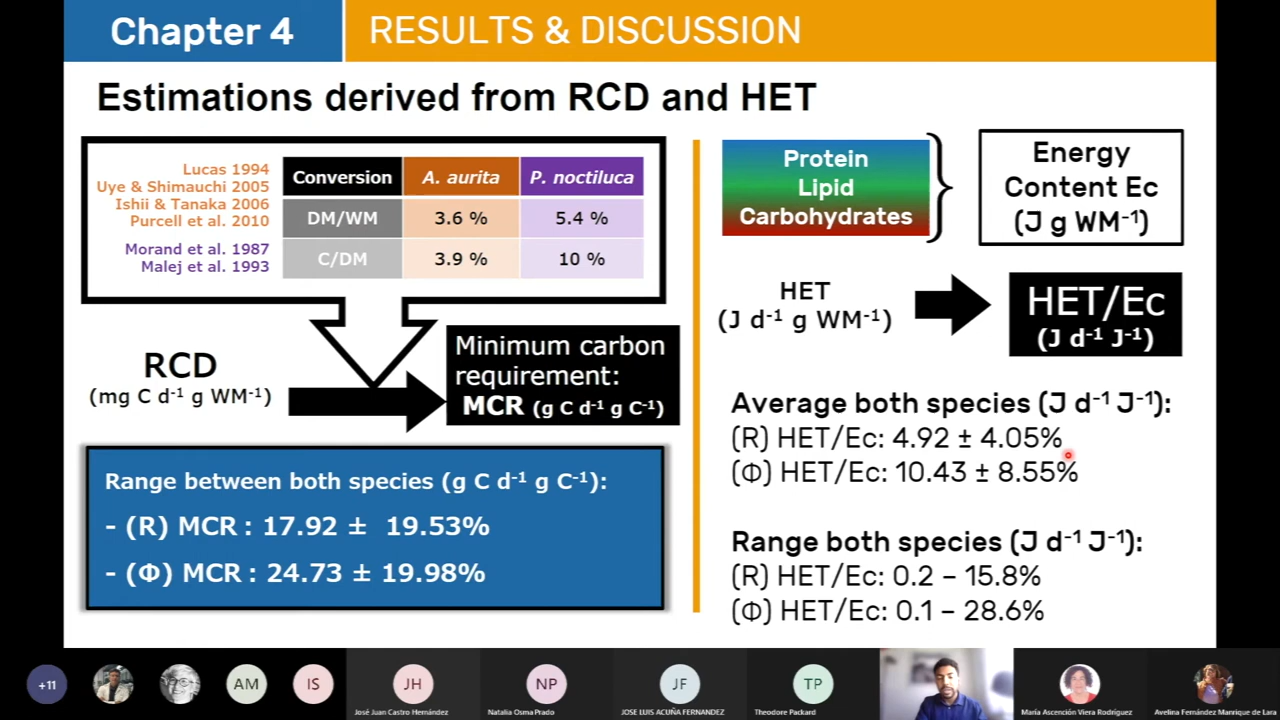 Chapter 4
RESULTS & DISCUSSION
Estimations derived from RCD and HET
Lucas 1994
Uye & Shimauchi 2005
Ishii & Tanaka 2006
Purcell et al. 2010
Morand et al. 1987
Malej et al. 1993
Conversion A. aurita P. noctiluca
DM/WM 3.6 % 5.4 %
C/DM 3.9 % 10 %
RCD
(mg C d⁻¹ g WM⁻¹)
Minimum carbon
requirement:
MCR (g C d⁻¹ g C⁻¹)
Range between both species (g C d⁻¹ g C⁻¹):
- (R) MCR : 17.92 ± 19.53%
- (Φ) MCR : 24.73 ± 19.98%
Protein
Lipid
Carbohydrates
Energy
Content Ec
(J g WM⁻¹)
HET
(J d⁻¹ g WM⁻¹)
HET/Ec
(J d⁻¹ J⁻¹)
Average both species (J d⁻¹ J⁻¹):
(R) HET/Ec: 4.92 ± 4.05%
(Φ) HET/Ec: 10.43 ± 8.55%
Range both species (J d⁻¹ J⁻¹):
(R) HET/Ec: 0.2 – 15.8%
(Φ) HET/Ec: 0.1 – 28.6%
+11
AM
IS
JH
José Juan Castro Hernández
NP
Natalia Osma Prado
JF
JOSE LUIS ACUÑA FERNANDEZ
TP
Theodore Packard
María Ascención Viera Rodríguez
Avelina Fernández Manrique de Lara